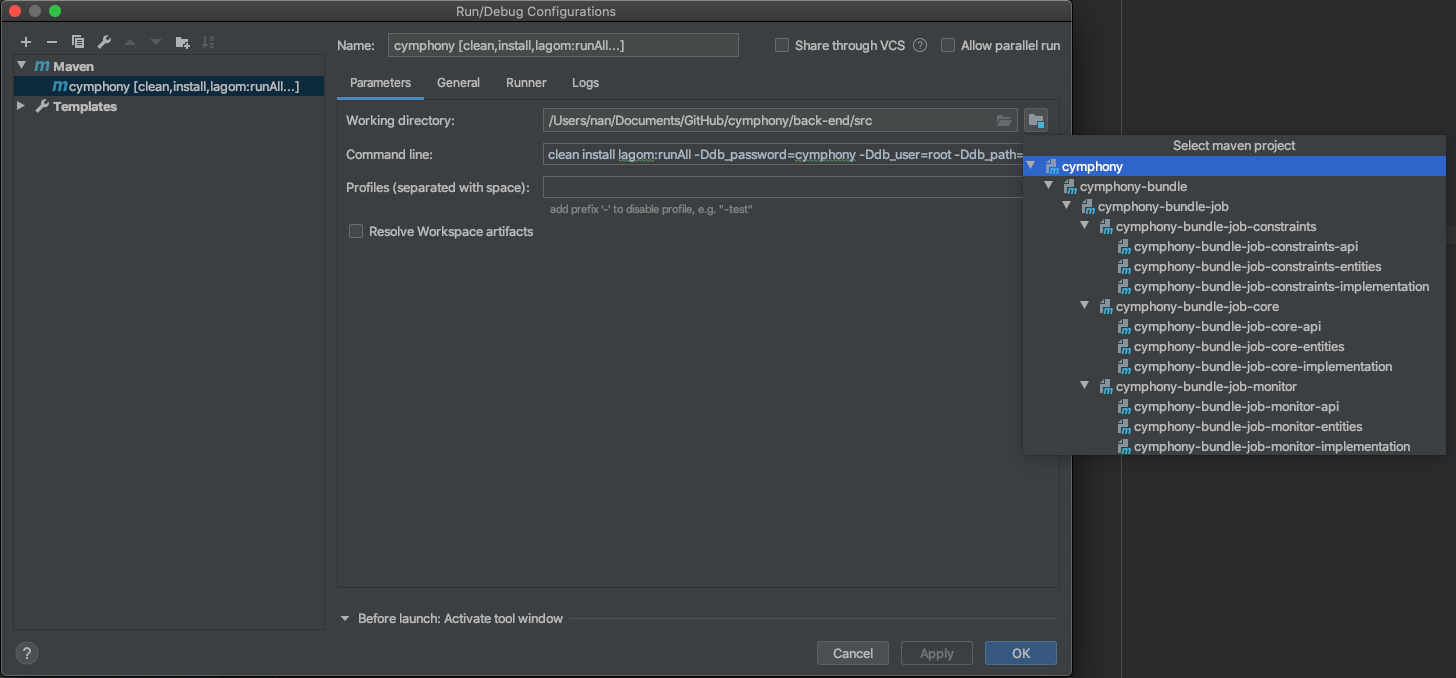 Run/Debug Configurations
Maven
cymphony [clean,install,lagom:runAll...]
Templates
Name: cymphony [clean,install,lagom:runAll...] Share through VCS ? Allow parallel run
Parameters General Runner Logs
Working directory: /Users/nan/Documents/GitHub/cymphony/back-end/src
Command line: clean install lagom:runAll -Ddb_password=cymphony -Ddb_user=root -Ddb_path=
Profiles (separated with space):
add prefix '-' to disable profile, e.g. "-test"
Resolve Workspace artifacts
Select maven project
cymphony
cymphony-bundle
cymphony-bundle-job
cymphony-bundle-job-constraints
cymphony-bundle-job-constraints-api
cymphony-bundle-job-constraints-entities
cymphony-bundle-job-constraints-implementation
cymphony-bundle-job-core
cymphony-bundle-job-core-api
cymphony-bundle-job-core-entities
cymphony-bundle-job-core-implementation
cymphony-bundle-job-monitor
cymphony-bundle-job-monitor-api
cymphony-bundle-job-monitor-entities
cymphony-bundle-job-monitor-implementation
Before launch: Activate tool window
? Cancel Apply OK